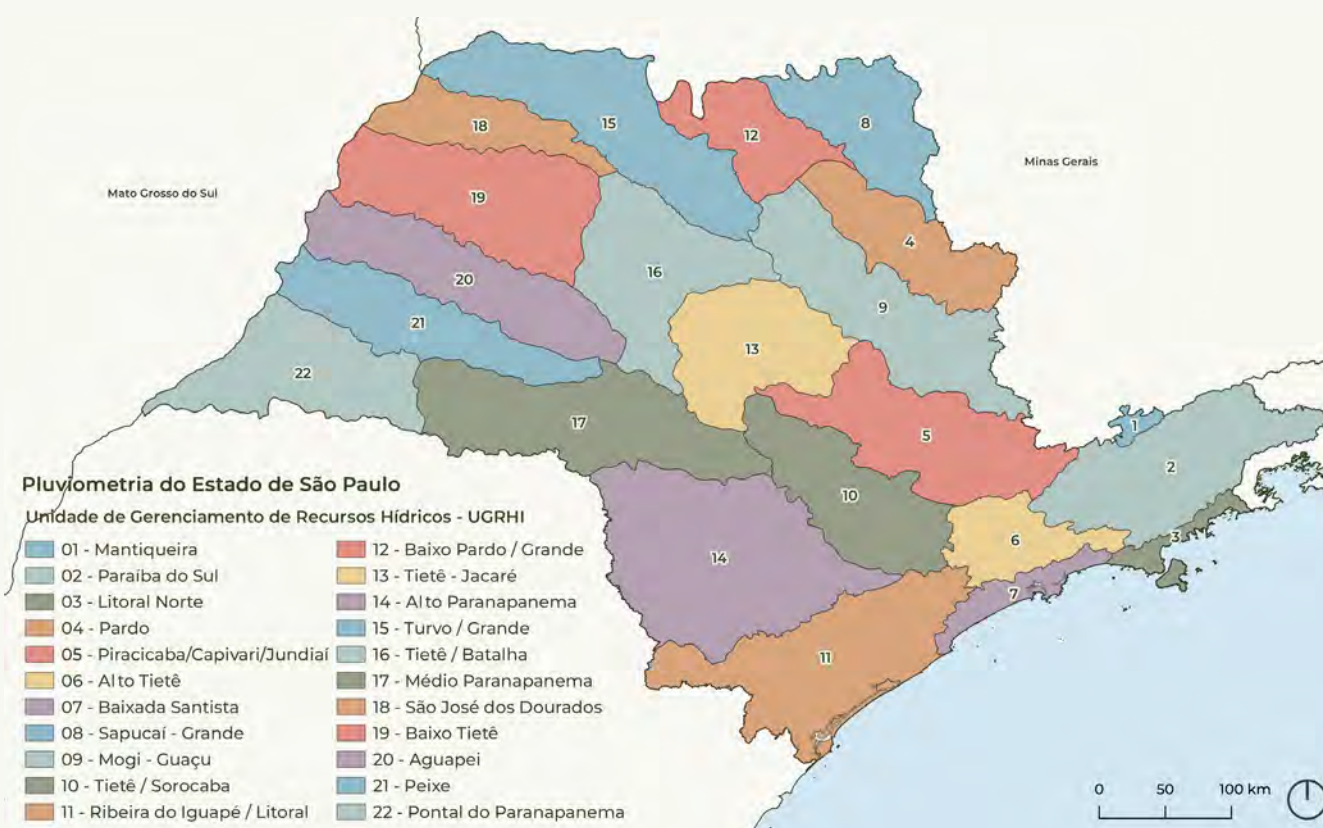 15
8
18
12
Minas Gerais
Mato Grosso do Sul
19
4
16
20
9
21
13
22
17
5
1
2
10
3
6
14
7
11
Pluviometria do Estado de São Paulo
Unidade de Gerenciamento de Recursos Hídricos - UGRHI
01 - Mantiqueira
02 - Paraíba do Sul
03 - Litoral Norte
04 - Pardo
05 - Piracicaba/Capivari/Jundiaí
06 - Alto Tietê
07 - Baixada Santista
08 - Sapucaí - Grande
09 - Mogi - Guaçu
10 - Tietê / Sorocaba
11 - Ribeira do Iguapé / Litoral
12 - Baixo Pardo / Grande
13 - Tietê - Jacaré
14 - Alto Paranapanema
15 - Turvo / Grande
16 - Tietê / Batalha
17 - Médio Paranapanema
18 - São José dos Dourados
19 - Baixo Tietê
20 - Aguapei
21 - Peixe
22 - Pontal do Paranapanema
0 50 100 km